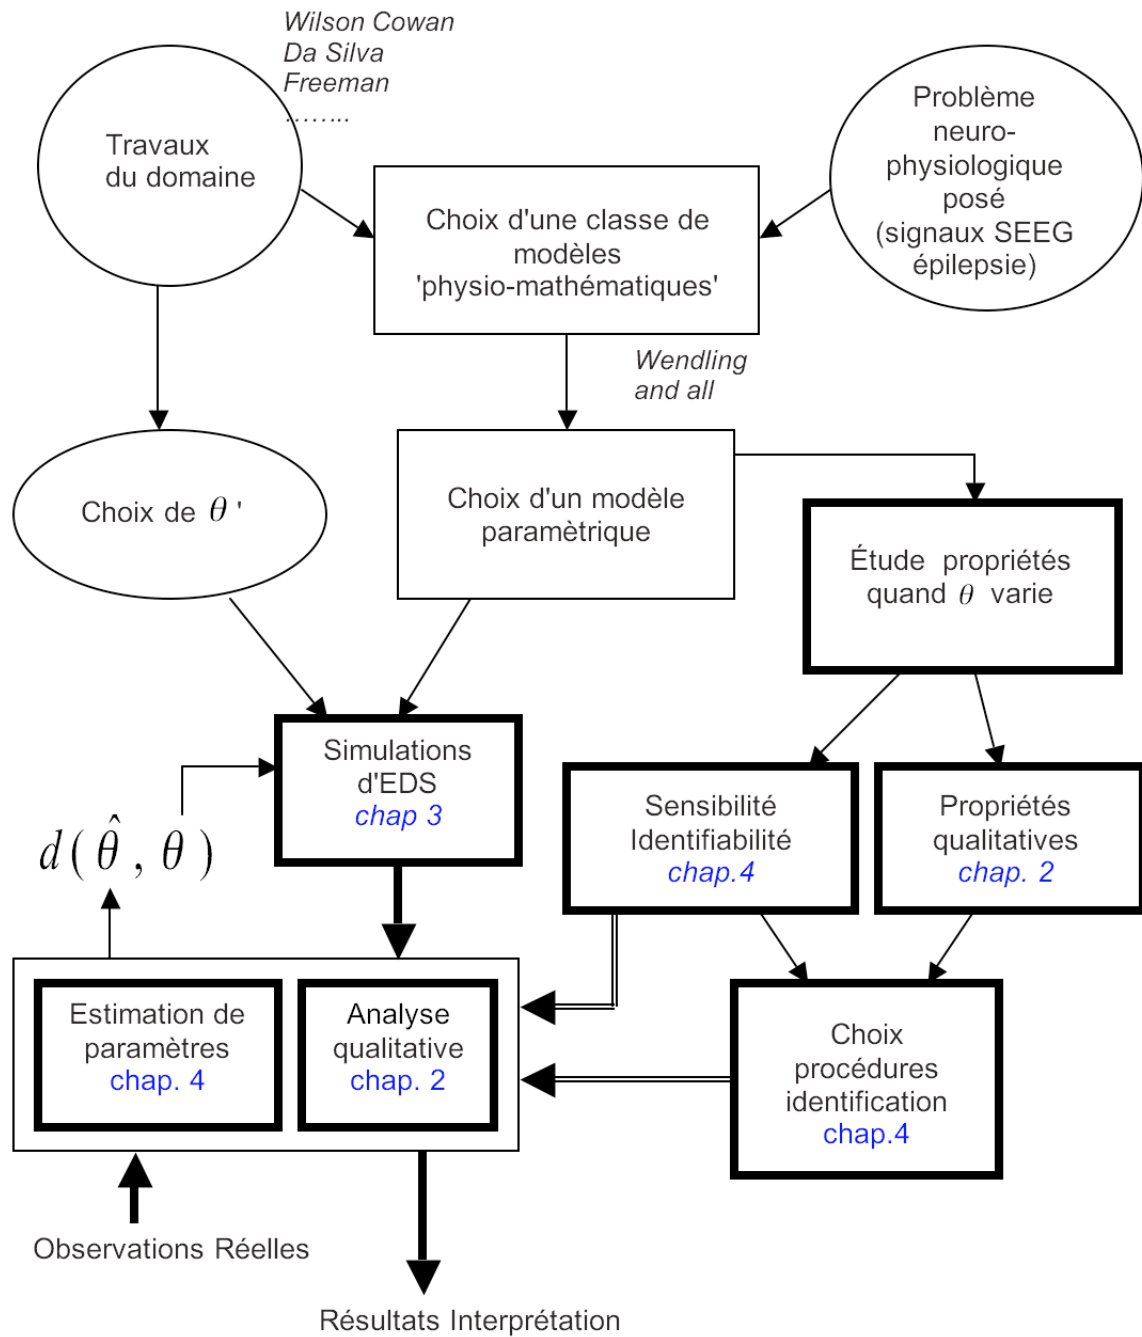 Wilson Cowan
Da Silva
Freeman
........
Travaux
du domaine
Problème
neuro-
physiologique
posé
(signaux SEEG
épilepsie)
Choix d'une classe de
modèles
'physio-mathématiques'
Wendling
and all
Choix de θ '
Choix d'un modèle
paramètrique
Étude propriétés
quand θ varie
Simulations
d'EDS
chap 3
Sensibilité
Identifiabilité
chap.4
Propriétés
qualitatives
chap. 2
d( θ̂ , θ )
Estimation de
paramètres
chap. 4
Analyse
qualitative
chap. 2
Choix
procédures
identification
chap.4
Observations Réelles
Résultats Interprétation